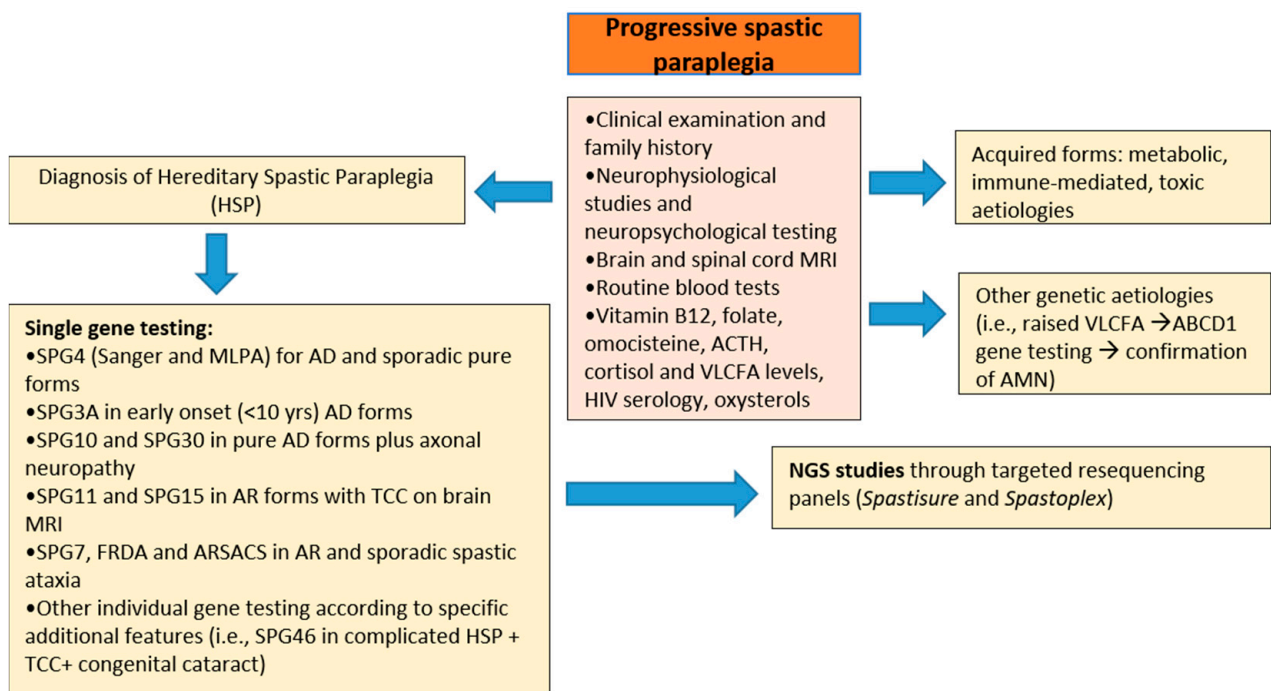 Progressive spastic
paraplegia
•Clinical examination and
family history
•Neurophysiological
studies and
neuropsychological testing
•Brain and spinal cord MRI
•Routine blood tests
•Vitamin B12, folate,
omocisteine, ACTH,
cortisol and VLCFA levels,
HIV serology, oxysterols
Diagnosis of Hereditary Spastic Paraplegia
(HSP)
Acquired forms: metabolic,
immune-mediated, toxic
aetiologies
Other genetic aetiologies
(i.e., raised VLCFA →ABCD1
gene testing → confirmation
of AMN)
Single gene testing:
•SPG4 (Sanger and MLPA) for AD and sporadic pure
forms
•SPG3A in early onset (<10 yrs) AD forms
•SPG10 and SPG30 in pure AD forms plus axonal
neuropathy
•SPG11 and SPG15 in AR forms with TCC on brain
MRI
•SPG7, FRDA and ARSACS in AR and sporadic spastic
ataxia
•Other individual gene testing according to specific
additional features (i.e., SPG46 in complicated HSP +
TCC+ congenital cataract)
NGS studies through targeted resequencing
panels (Spastisure and Spastoplex)